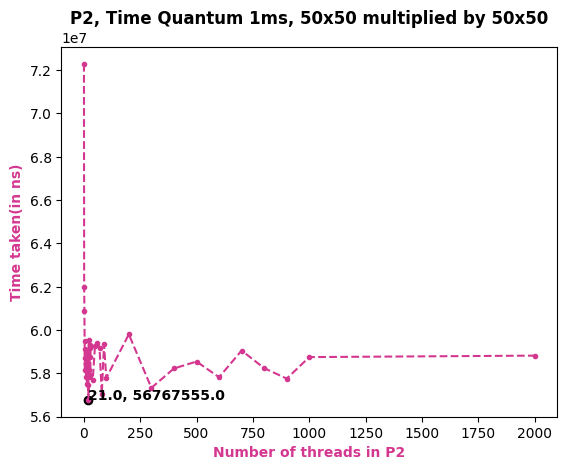 P2, Time Quantum 1ms, 50x50 multiplied by 50x50
1e7
7.2
7.0
6.8
6.6
6.4
6.2
6.0
5.8
5.6
Time taken(in ns)
21.0, 56767555.0
0 250 500 750 1000 1250 1500 1750 2000
Number of threads in P2